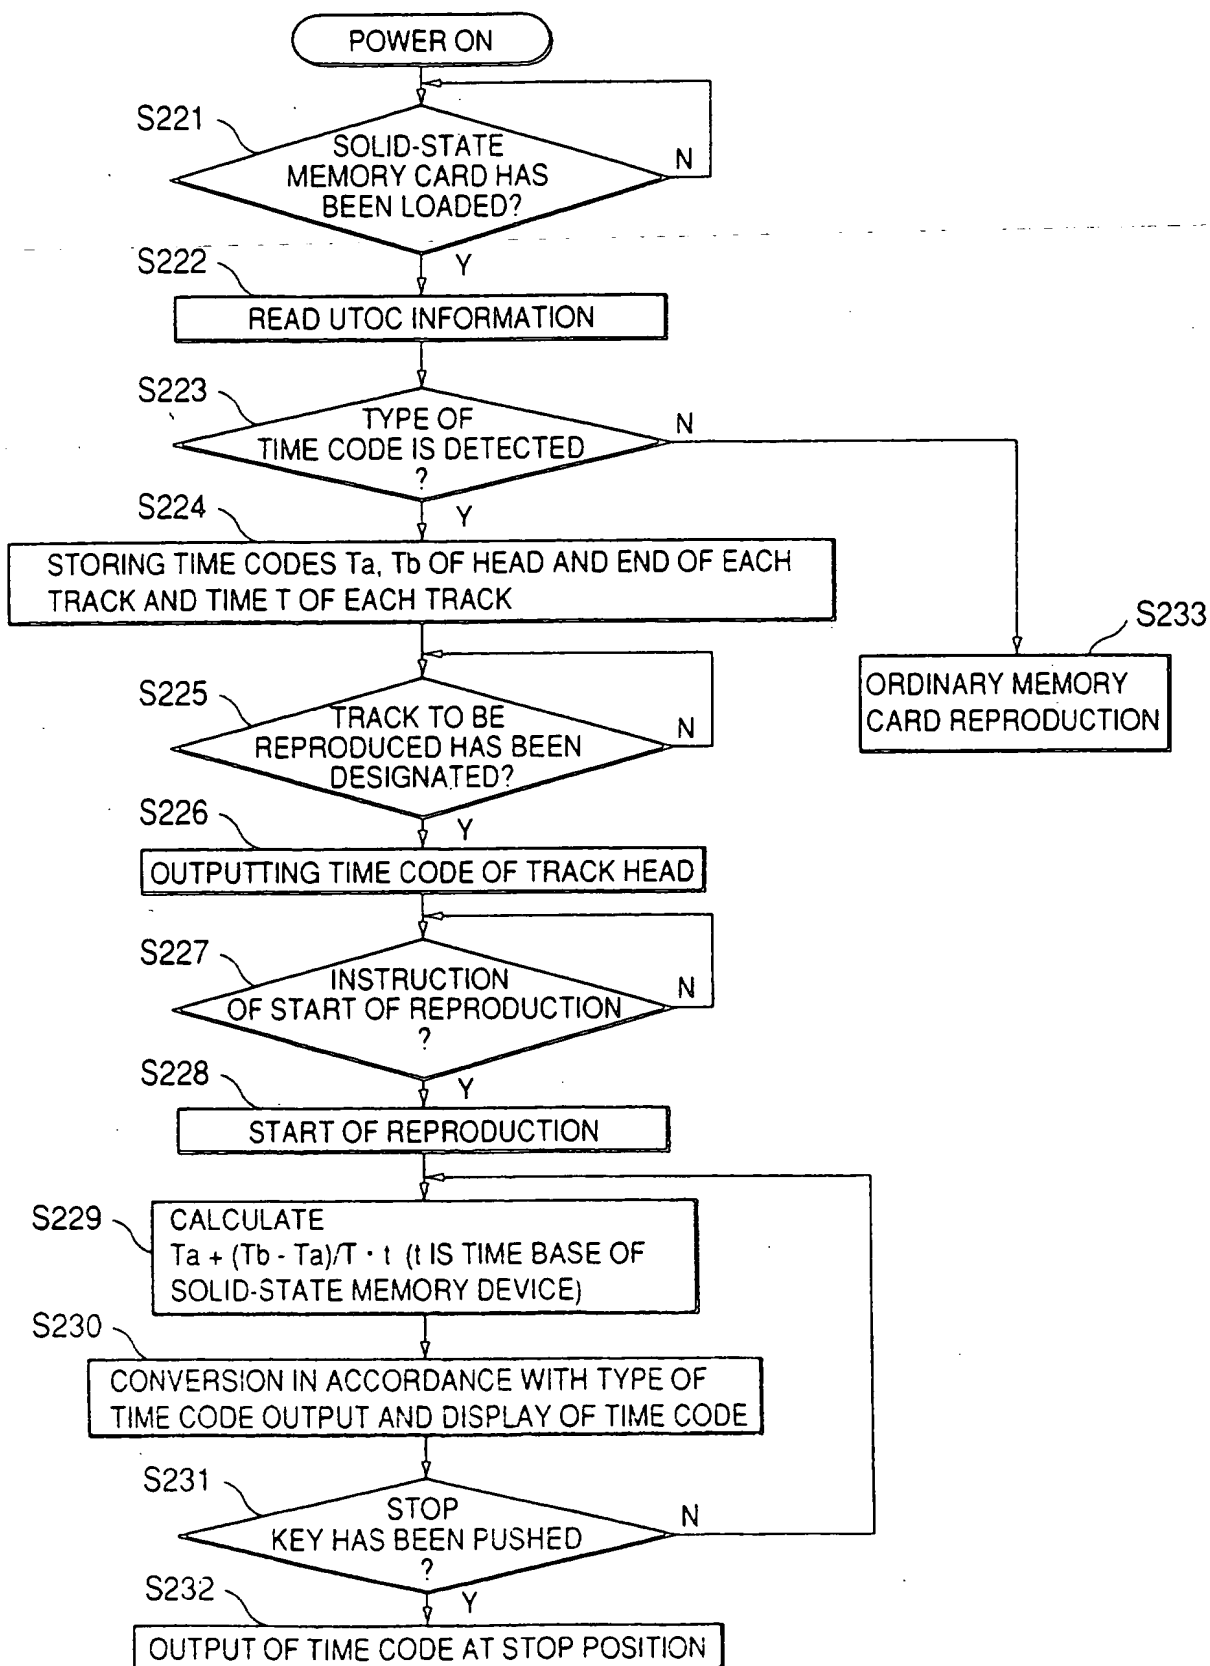 POWER ON
S221
SOLID-STATE
MEMORY CARD HAS
BEEN LOADED?
N
Y
S222
READ UTOC INFORMATION
S223
TYPE OF
TIME CODE IS DETECTED
?
N
Y
S224
STORING TIME CODES Ta, Tb OF HEAD AND END OF EACH
TRACK AND TIME T OF EACH TRACK
S233
ORDINARY MEMORY
CARD REPRODUCTION
S225
TRACK TO BE
REPRODUCED HAS BEEN
DESIGNATED?
N
Y
S226
OUTPUTTING TIME CODE OF TRACK HEAD
S227
INSTRUCTION
OF START OF REPRODUCTION
?
N
Y
S228
START OF REPRODUCTION
S229
CALCULATE
Ta + (Tb - Ta)/T · t (t IS TIME BASE OF
SOLID-STATE MEMORY DEVICE)
S230
CONVERSION IN ACCORDANCE WITH TYPE OF
TIME CODE OUTPUT AND DISPLAY OF TIME CODE
S231
STOP
KEY HAS BEEN PUSHED
?
N
Y
S232
OUTPUT OF TIME CODE AT STOP POSITION